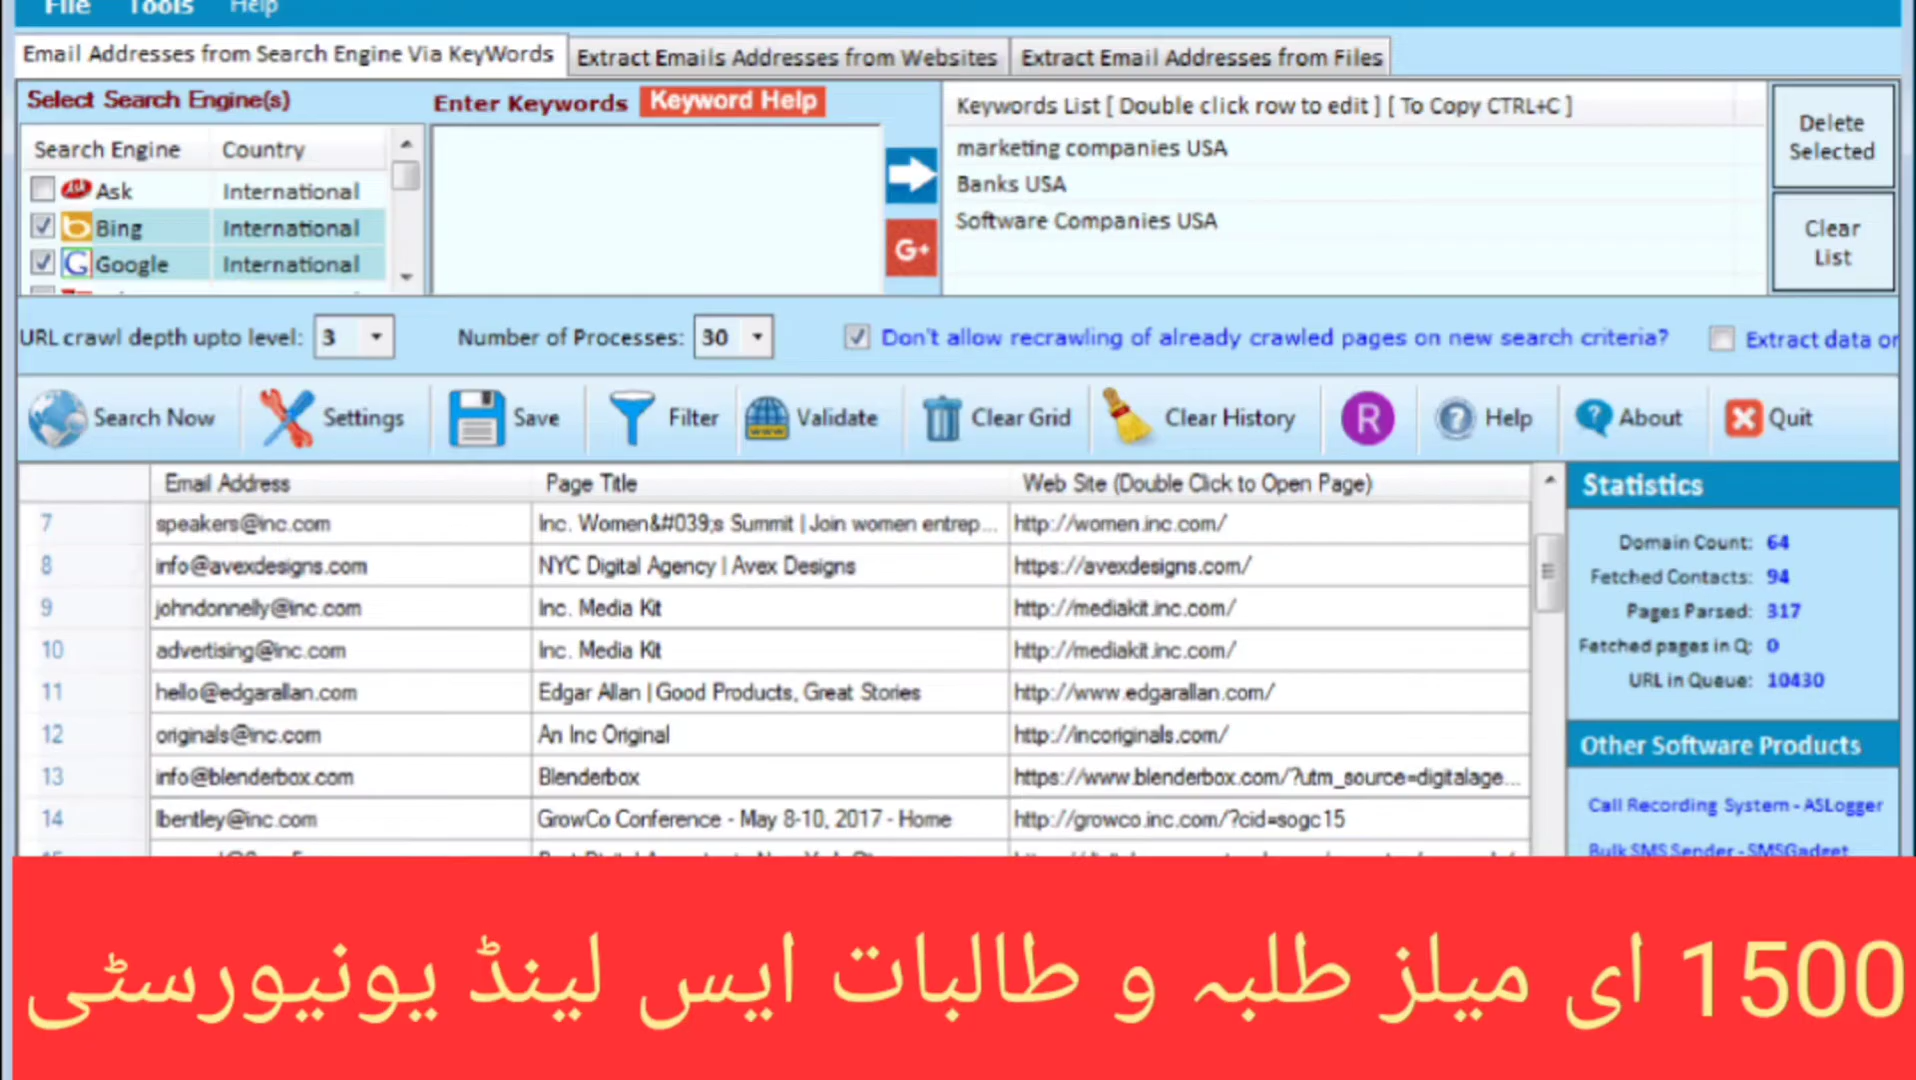 File Tools Help
Email Addresses from Search Engine Via KeyWords Extract Emails Addresses from Websites Extract Email Addresses from Files
Select Search Engine(s) Enter Keywords Keyword Help Keywords List [ Double click row to edit ] [ To Copy CTRL+C ]
Search Engine Country
Ask International
Bing International
Google International
G+
marketing companies USA
Banks USA
Software Companies USA
Delete
Selected
Clear
List
URL crawl depth upto level: 3 Number of Processes: 30 Don't allow recrawling of already crawled pages on new search criteria? Extract data or
Search Now Settings Save Filter Validate Clear Grid Clear History R Help About Quit
Email Address Page Title Web Site (Double Click to Open Page)
7 speakers@inc.com Inc. Women&#039;s Summit | Join women entrep... http://women.inc.com/
8 info@avexdesigns.com NYC Digital Agency | Avex Designs https://avexdesigns.com/
9 johndonnelly@inc.com Inc. Media Kit http://mediakit.inc.com/
10 advertising@inc.com Inc. Media Kit http://mediakit.inc.com/
11 hello@edgarallan.com Edgar Allan | Good Products, Great Stories http://www.edgarallan.com/
12 originals@inc.com An Inc Original http://incoriginals.com/
13 info@blenderbox.com Blenderbox https://www.blenderbox.com/?utm_source=digitalage...
14 lbentley@inc.com GrowCo Conference - May 8-10, 2017 - Home http://growco.inc.com/?cid=sogc15
Statistics
Domain Count: 64
Fetched Contacts: 94
Pages Parsed: 317
Fetched pages in Q: 0
URL in Queue: 10430
Other Software Products
Call Recording System - ASLogger
Bulk SMS Sender - SMSGadget
1500 ای میلز طلبہ و طالبات ایس لینڈ یونیورسٹی